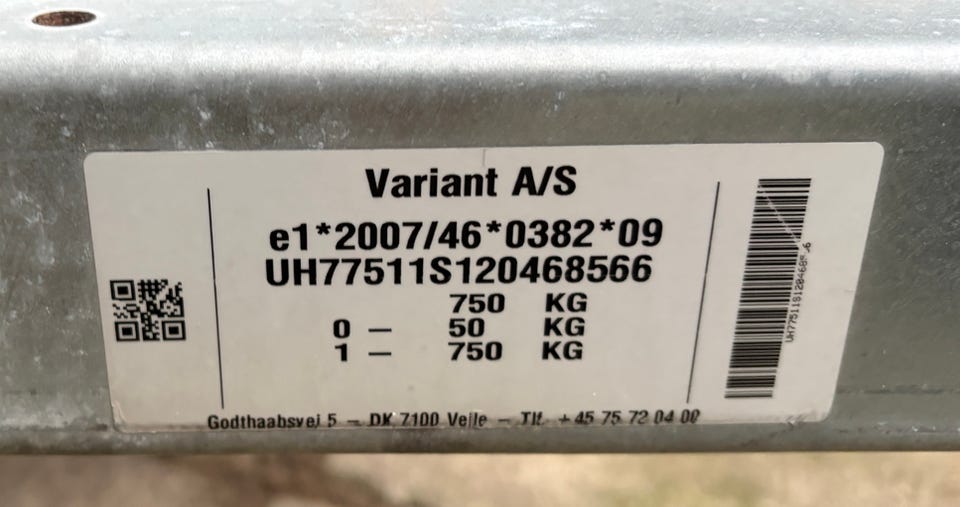 Variant A/S
e1*2007/46*0382*09
UH77511S120468566
750 KG
0 – 50 KG
1 – 750 KG
Godthaabsvej 5 – DK 7100 Vejle – Tlf. +45 75 72 04 00
UH77511S120468566